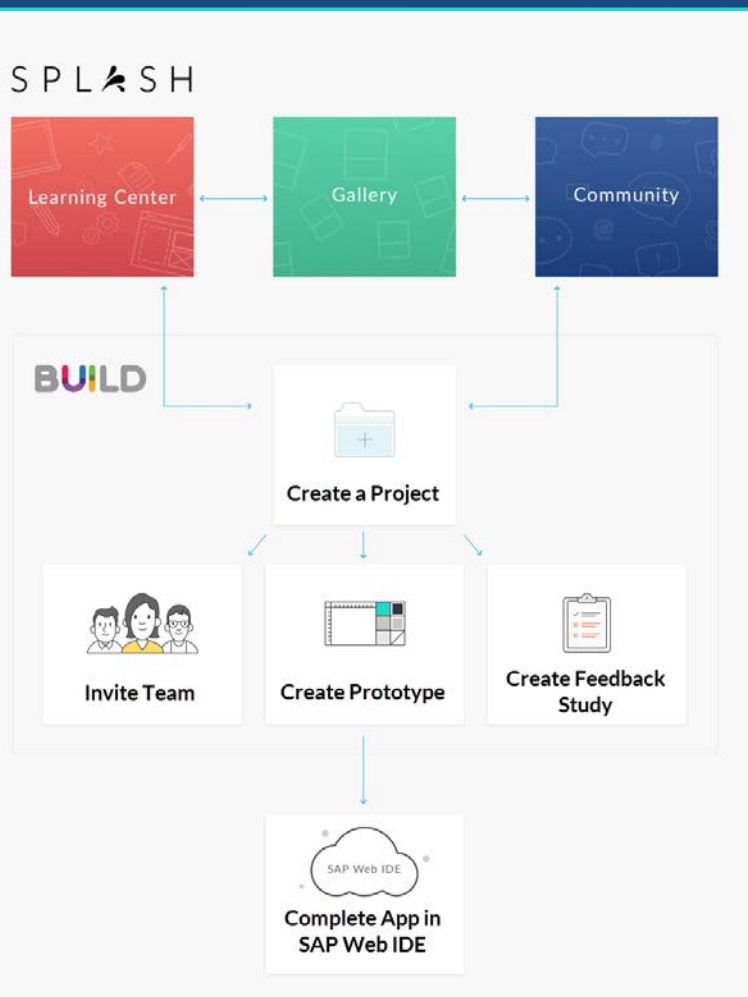 SPLASH
Learning Center
Gallery
Community
BUILD
Create a Project
Invite Team
Create Prototype
Create Feedback
Study
SAP Web IDE
Complete App in
SAP Web IDE